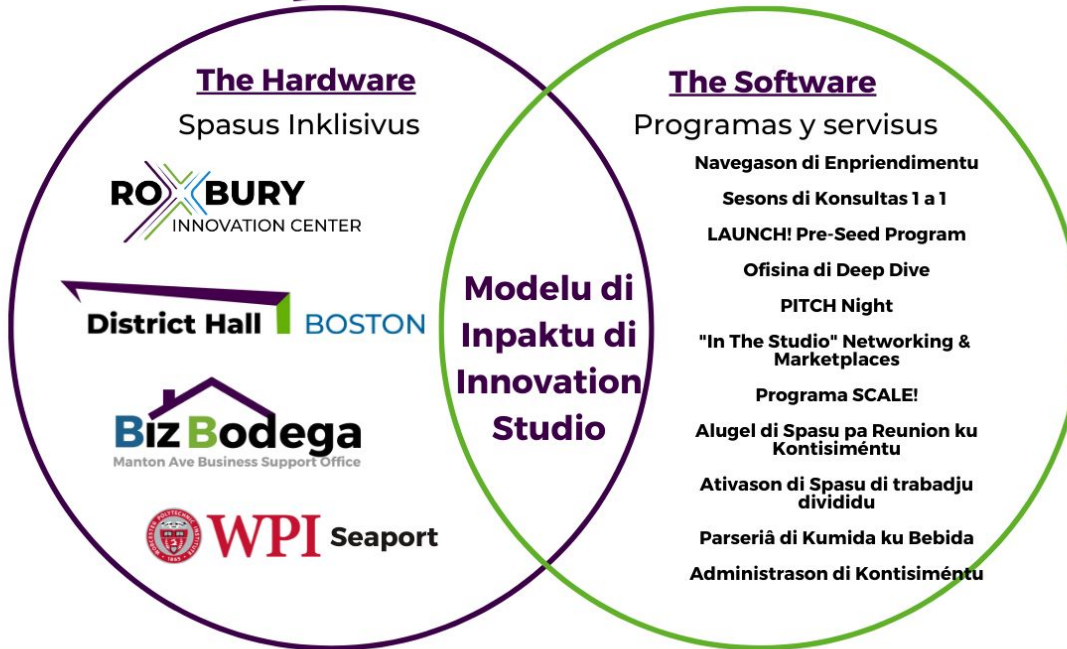 The Hardware
Spasus Inklisivus
ROXBURY
INNOVATION CENTER
District Hall BOSTON
BizBodega
Manton Ave Business Support Office
WPI Seaport
Modelu di
Inpaktu di
Innovation
Studio
The Software
Programas y servisus
Navegason di Enpriendimentu
Sesons di Konsultas 1 a 1
LAUNCH! Pre-Seed Program
Ofisina di Deep Dive
PITCH Night
"In The Studio" Networking &
Marketplaces
Programa SCALE!
Alugel di Spasu pa Reunion ku
Kontisiméntu
Ativason di Spasu di trabadju
divididu
Parseriâ di Kumida ku Bebida
Administrason di Kontisiméntu